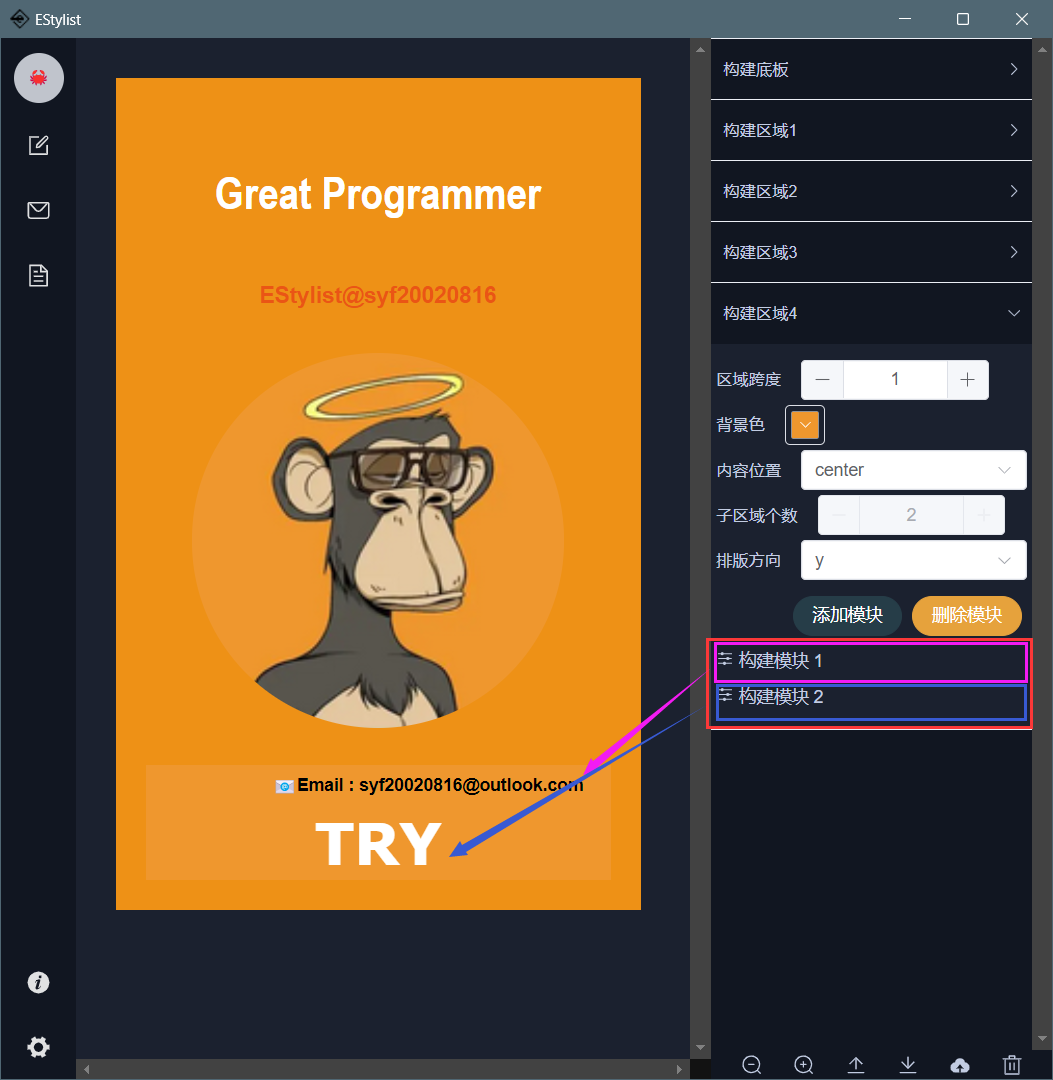 EStylist
Great Programmer
EStylist@syf20020816
Email : syf20020816@outlook.com
TRY
构建底板
构建区域1
构建区域2
构建区域3
构建区域4
区域跨度 1
背景色
内容位置 center
子区域个数 2
排版方向 y
添加模块 删除模块
构建模块 1
构建模块 2